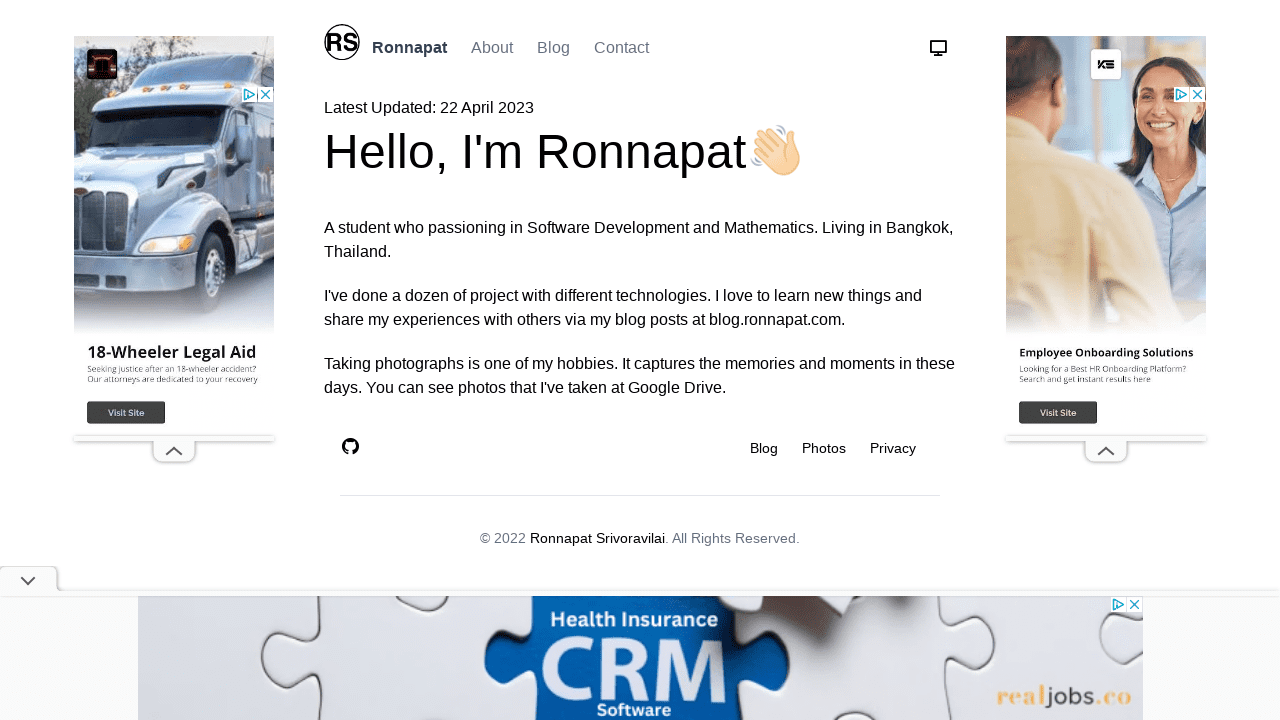 RS
Ronnapat About Blog Contact
Latest Updated: 22 April 2023
Hello, I'm Ronnapat
A student who passioning in Software Development and Mathematics. Living in Bangkok,
Thailand.
I've done a dozen of project with different technologies. I love to learn new things and
share my experiences with others via my blog posts at blog.ronnapat.com.
Taking photographs is one of my hobbies. It captures the memories and moments in these
days. You can see photos that I've taken at Google Drive.
Blog Photos Privacy
© 2022 Ronnapat Srivoravilai. All Rights Reserved.
18-Wheeler Legal Aid
Seeking justice after an 18-wheeler accident?
Our attorneys are dedicated to your recovery
Visit Site
KS
Employee Onboarding Solutions
Looking for a Best HR Onboarding Platform?
Search and get instant results here
Visit Site
Health Insurance
CRM
Software
realjobs.co